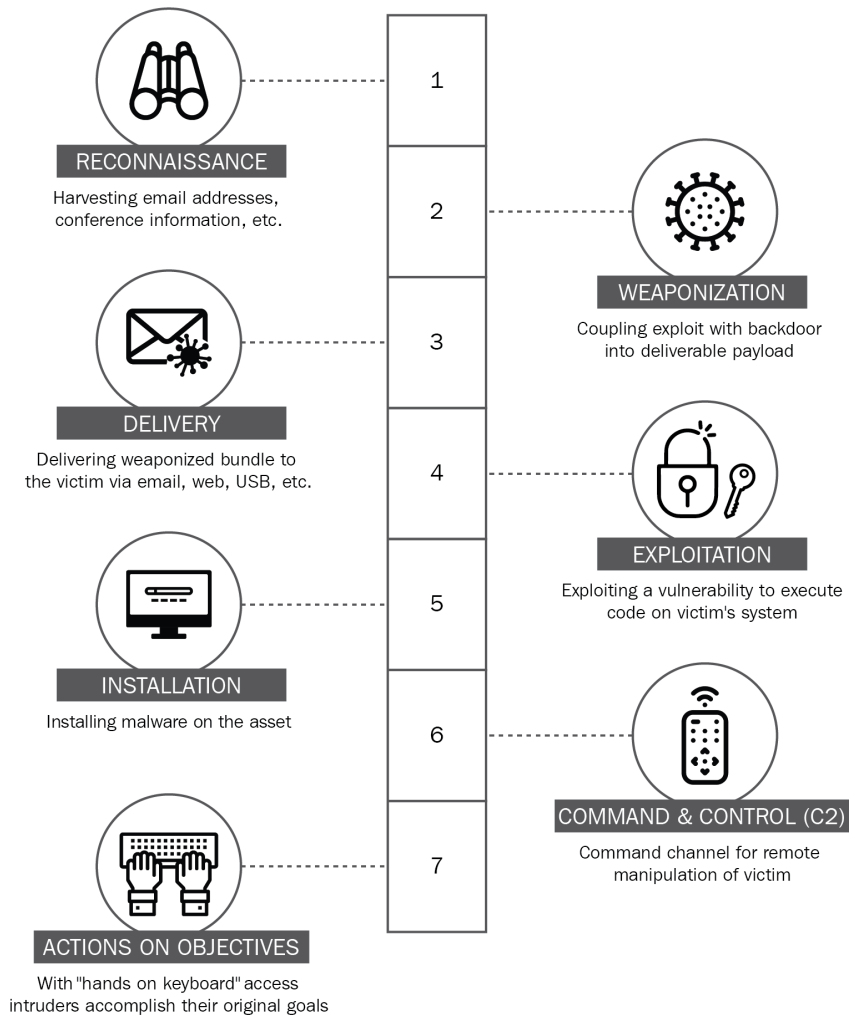 1
RECONNAISSANCE
Harvesting email addresses,
conference information, etc.
2
WEAPONIZATION
Coupling exploit with backdoor
into deliverable payload
3
DELIVERY
Delivering weaponized bundle to
the victim via email, web, USB, etc.
4
EXPLOITATION
Exploiting a vulnerability to execute
code on victim's system
5
INSTALLATION
Installing malware on the asset
6
COMMAND & CONTROL (C2)
Command channel for remote
manipulation of victim
7
ACTIONS ON OBJECTIVES
With "hands on keyboard" access
intruders accomplish their original goals